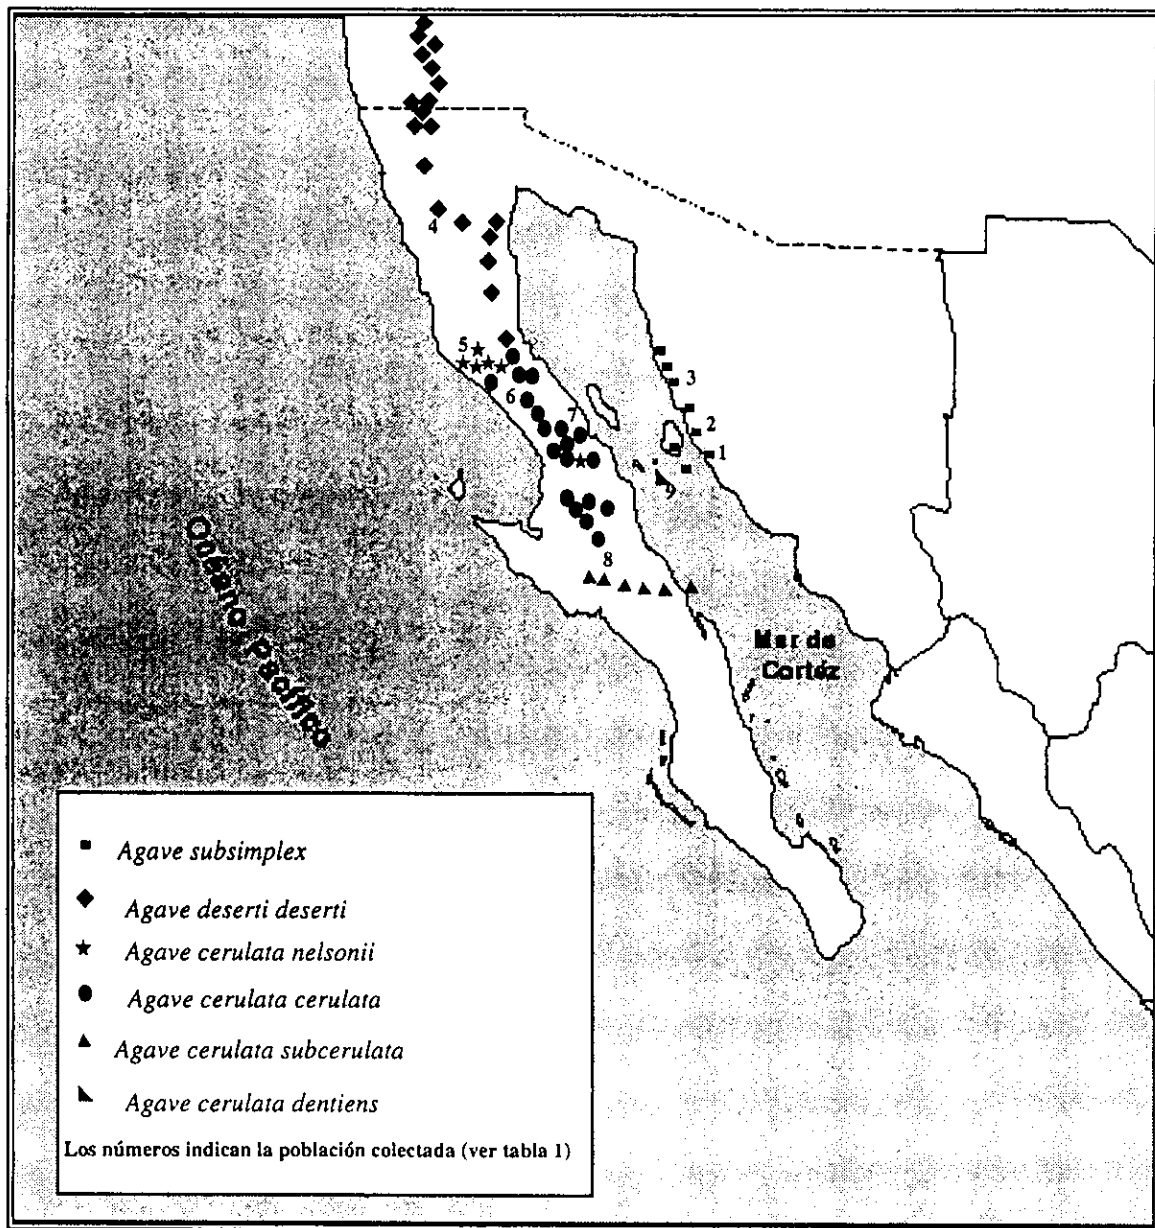 4
5
3
6
7
2
1
9
8
Océano Pacífico
Mar de
Cortéz
Agave subsimplex
Agave deserti deserti
Agave cerulata nelsonii
Agave cerulata cerulata
Agave cerulata subcerulata
Agave cerulata dentiens
Los números indican la población colectada (ver tabla 1)